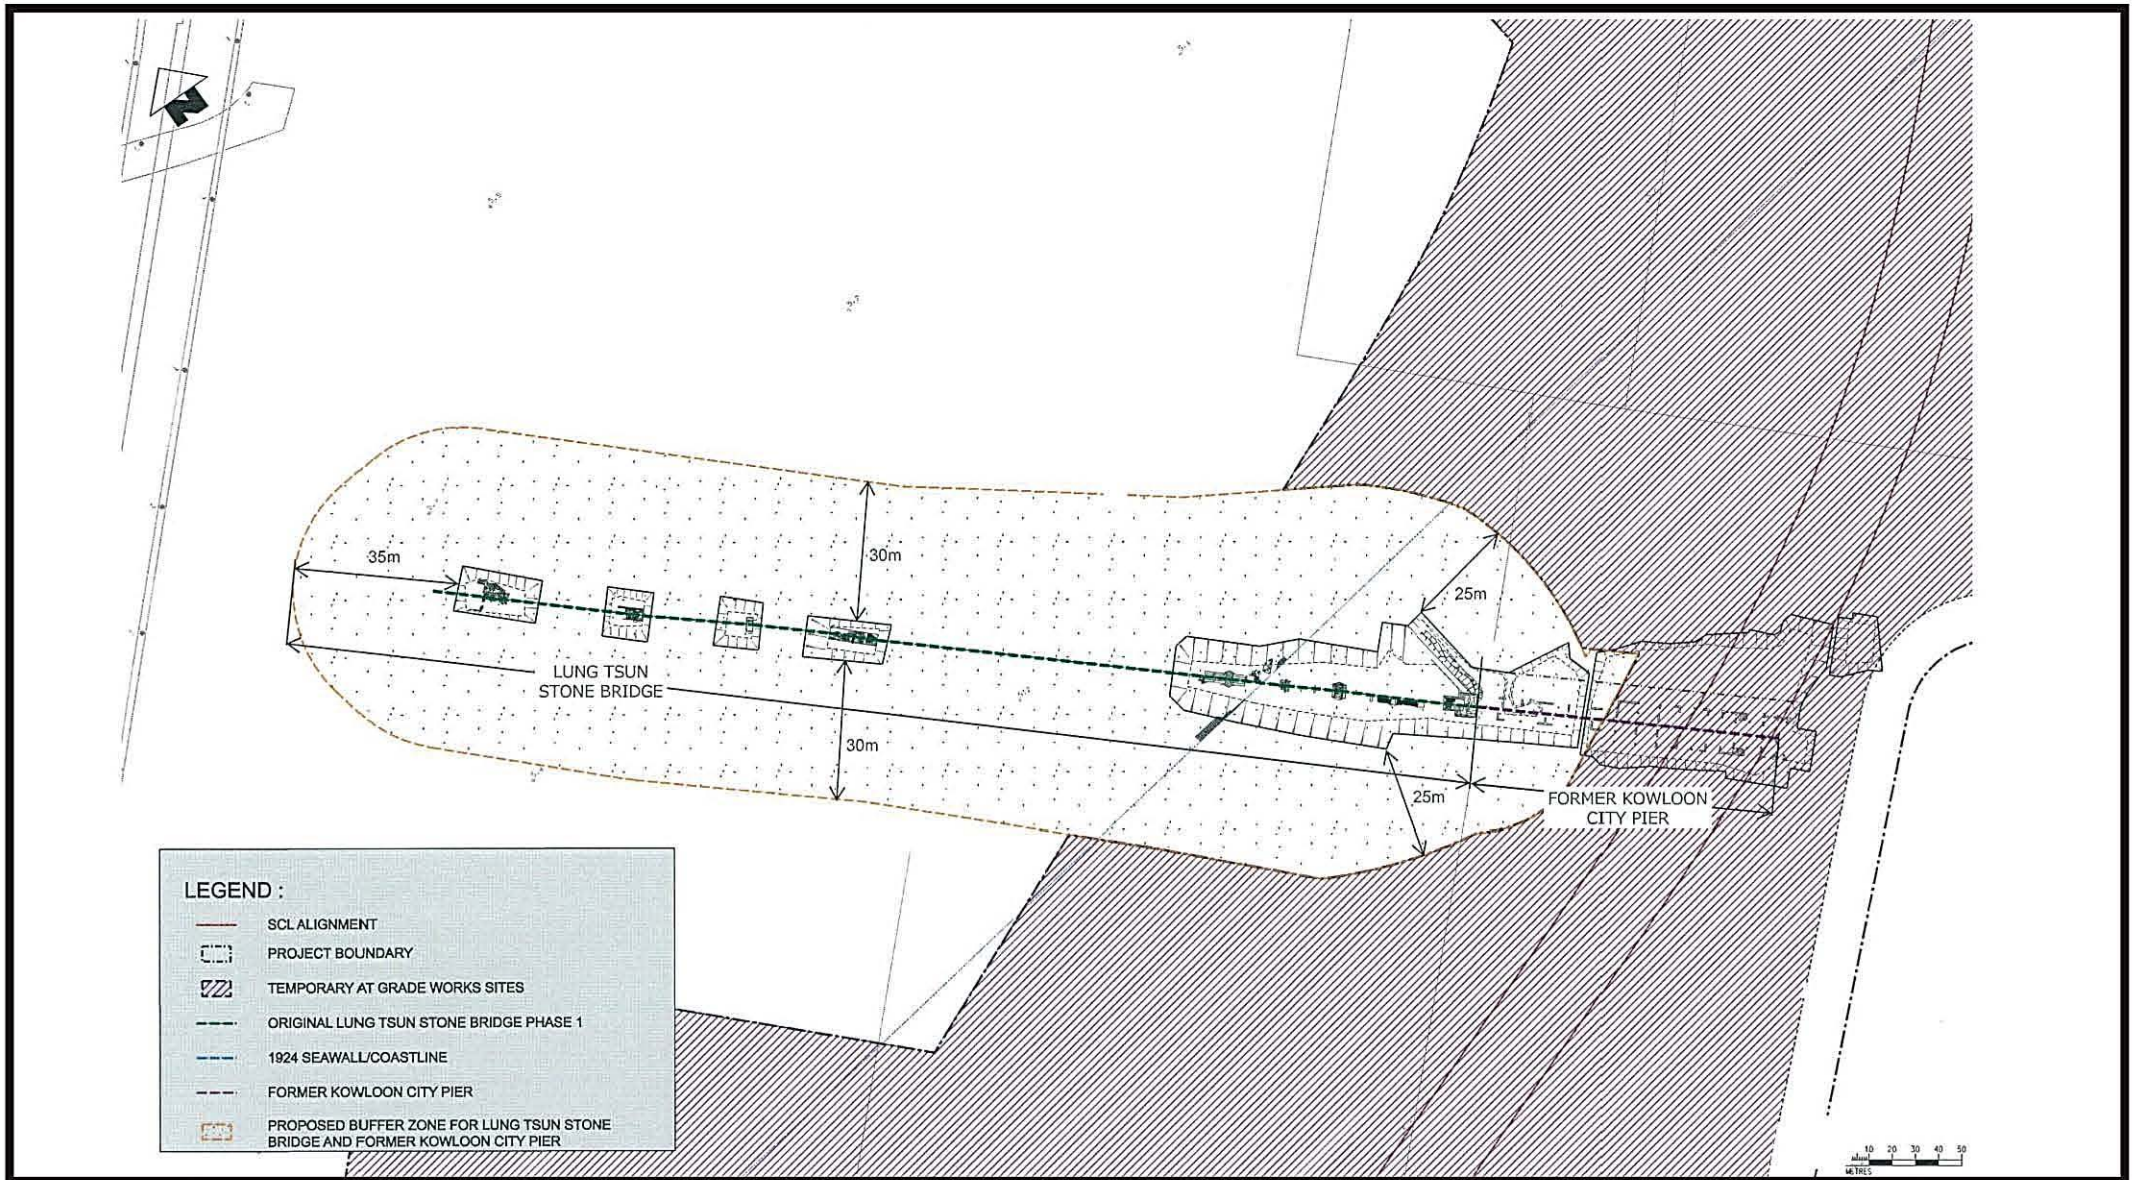 N
35m
30m
25m
LUNG TSUN
STONE BRIDGE
30m
25m
FORMER KOWLOON
CITY PIER
LEGEND :
SCL ALIGNMENT
PROJECT BOUNDARY
TEMPORARY AT GRADE WORKS SITES
ORIGINAL LUNG TSUN STONE BRIDGE PHASE 1
1924 SEAWALL/COASTLINE
FORMER KOWLOON CITY PIER
PROPOSED BUFFER ZONE FOR LUNG TSUN STONE
BRIDGE AND FORMER KOWLOON CITY PIER
10 20 30 40 50
METRES